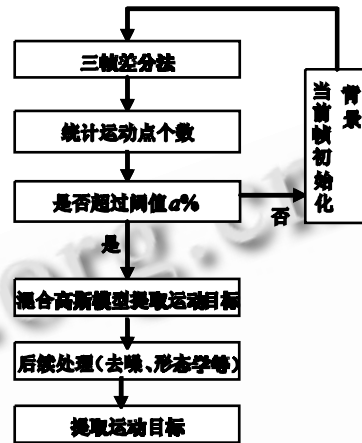 三帧差分法
统计运动点个数
是否超过阈值a%
否
是
当前帧初始化
背景
混合高斯模型提取运动目标
后续处理(去噪、形态学等)
提取运动目标